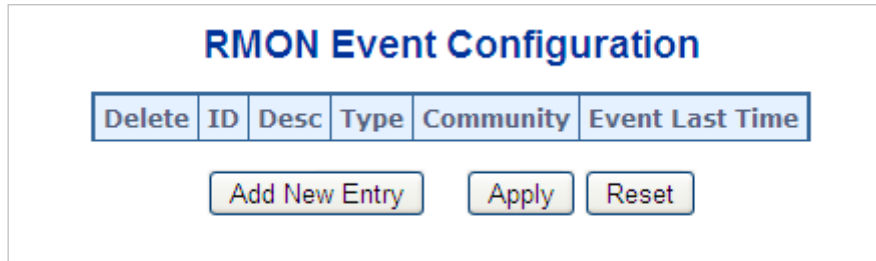 RMON Event Configuration
Delete ID Desc Type Community Event Last Time
Add New Entry Apply Reset